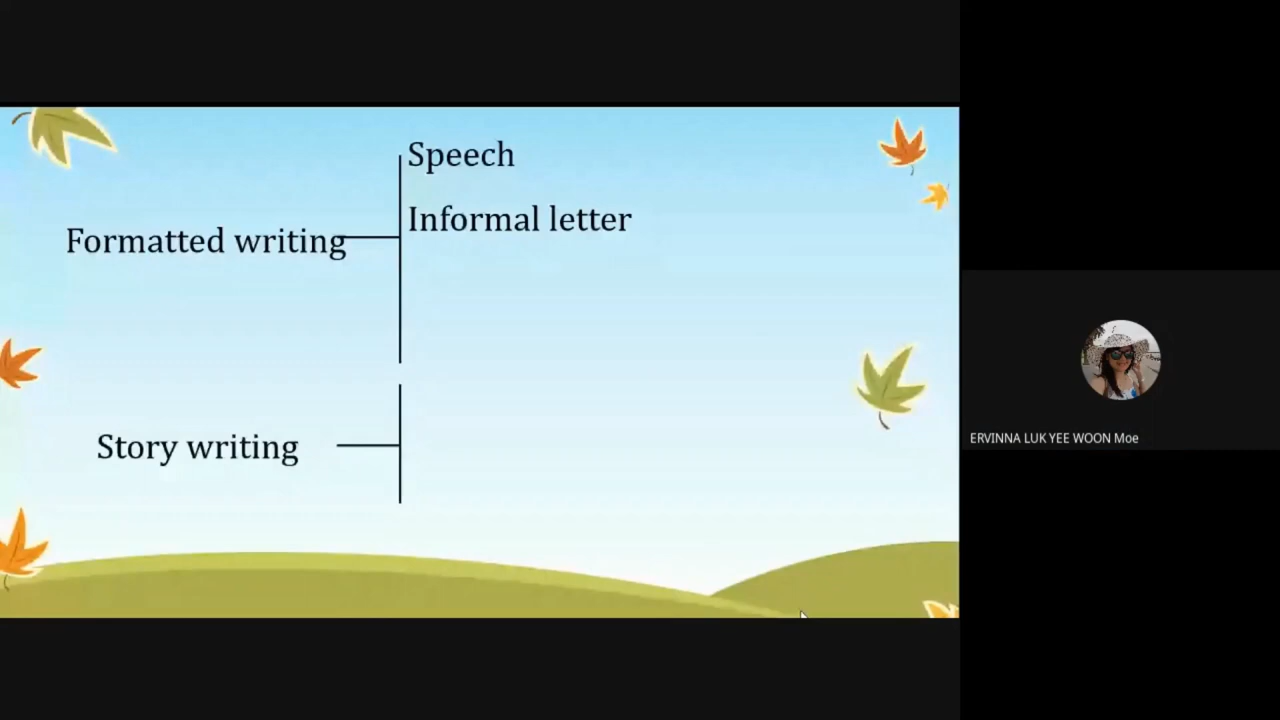 Speech
Informal letter
Formatted writing
Story writing
ERVINNA LUK YEE WOON Moe